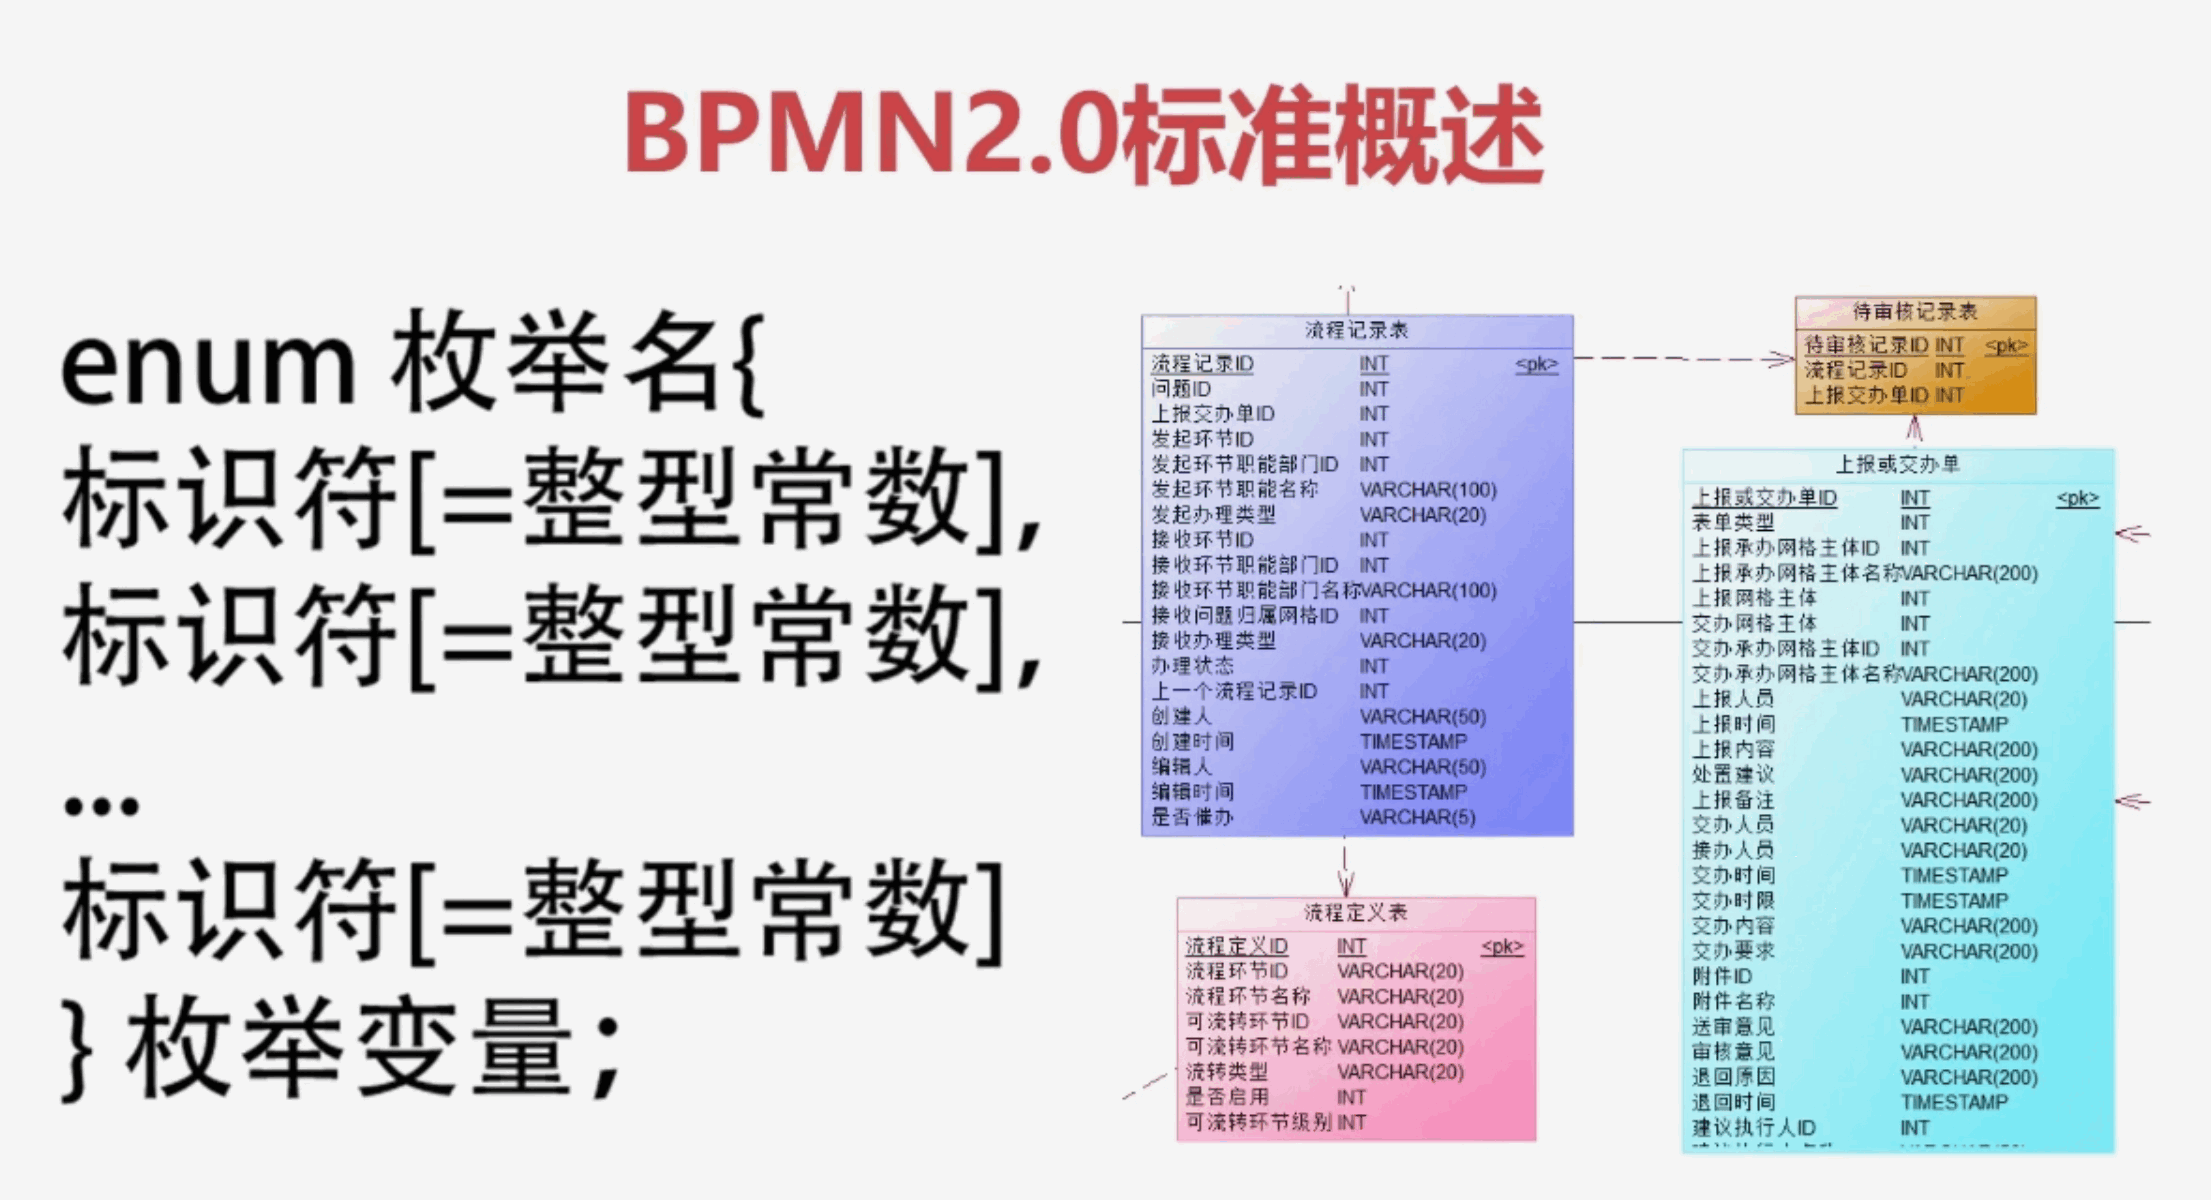 BPMN2.0标准概述
enum 枚举名{
标识符[=整型常数],
标识符[=整型常数],
...
标识符[=整型常数]
} 枚举变量;
流程记录表
流程记录ID INT <pk>
问题ID INT
上报交办单ID INT
发起环节ID INT
发起环节职能部门ID INT
发起环节职能名称 VARCHAR(100)
发起办理类型 VARCHAR(20)
接收环节ID INT
接收环节职能部门ID INT
接收环节职能部门名称VARCHAR(100)
接收问题归属网格ID INT
接收办理类型 VARCHAR(20)
办理状态 INT
上一个流程记录ID INT
创建人 VARCHAR(50)
创建时间 TIMESTAMP
编辑人 VARCHAR(50)
编辑时间 TIMESTAMP
是否催办 VARCHAR(5)
流程定义表
流程定义ID INT <pk>
流程环节ID VARCHAR(20)
流程环节名称 VARCHAR(20)
可流转环节ID VARCHAR(20)
可流转环节名称 VARCHAR(20)
流转类型 VARCHAR(20)
是否启用 INT
可流转环节级别 INT
待审核记录表
待审核记录ID INT <pk>
流程记录ID INT
上报交办单ID INT
上报或交办单
上报或交办单ID INT <pk>
表单类型 INT
上报承办网格主体ID INT
上报承办网格主体名称VARCHAR(200)
上报网格主体 INT
交办网格主体 INT
交办承办网格主体ID INT
交办承办网格主体名称VARCHAR(200)
上报人员 VARCHAR(20)
上报时间 TIMESTAMP
上报内容 VARCHAR(200)
处置建议 VARCHAR(200)
上报备注 VARCHAR(200)
交办人员 VARCHAR(20)
接办人员 VARCHAR(20)
交办时间 TIMESTAMP
交办时限 TIMESTAMP
交办内容 VARCHAR(200)
交办要求 VARCHAR(200)
附件ID INT
附件名称 INT
送审意见 VARCHAR(200)
审核意见 VARCHAR(200)
退回原因 VARCHAR(200)
退回时间 TIMESTAMP
建议执行人ID INT